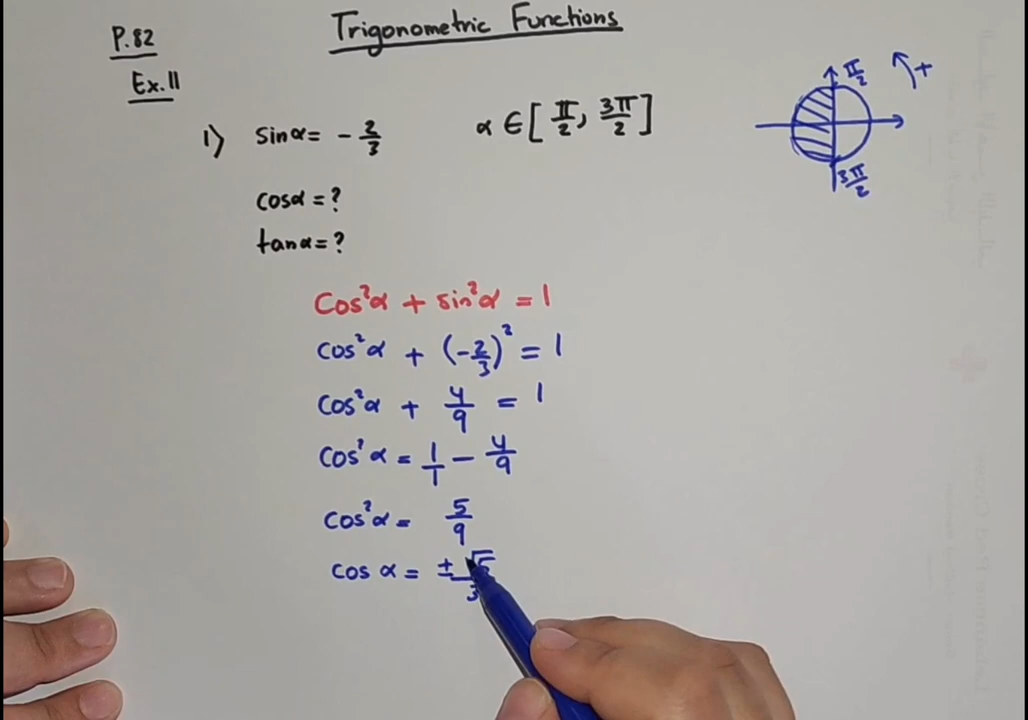 Trigonometric Functions
P.82
Ex.11
1) sinα = - 2/3   α ∈ [π/2, 3π/2]
cosα = ?
tanα = ?
π/2
+
3π/2
Cos²α + sin²α = 1
cos²α + (-2/3)² = 1
cos²α + 4/9 = 1
cos²α = 1/1 - 4/9
cos²α = 5/9
cos α = ± √5/3